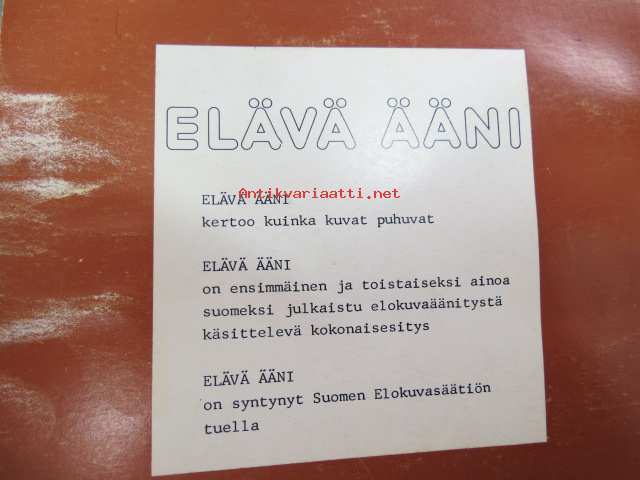 ELÄVÄ ÄÄNI
Antikvariaatti.net
ELÄVÄ ÄÄNI
kertoo kuinka kuvat puhuvat
ELÄVÄ ÄÄNI
on ensimmäinen ja toistaiseksi ainoa
suomeksi julkaistu elokuvaäänitystä
käsittelevä kokonaisesitys
ELÄVÄ ÄÄNI
on syntynyt Suomen Elokuvasäätiön
tuella